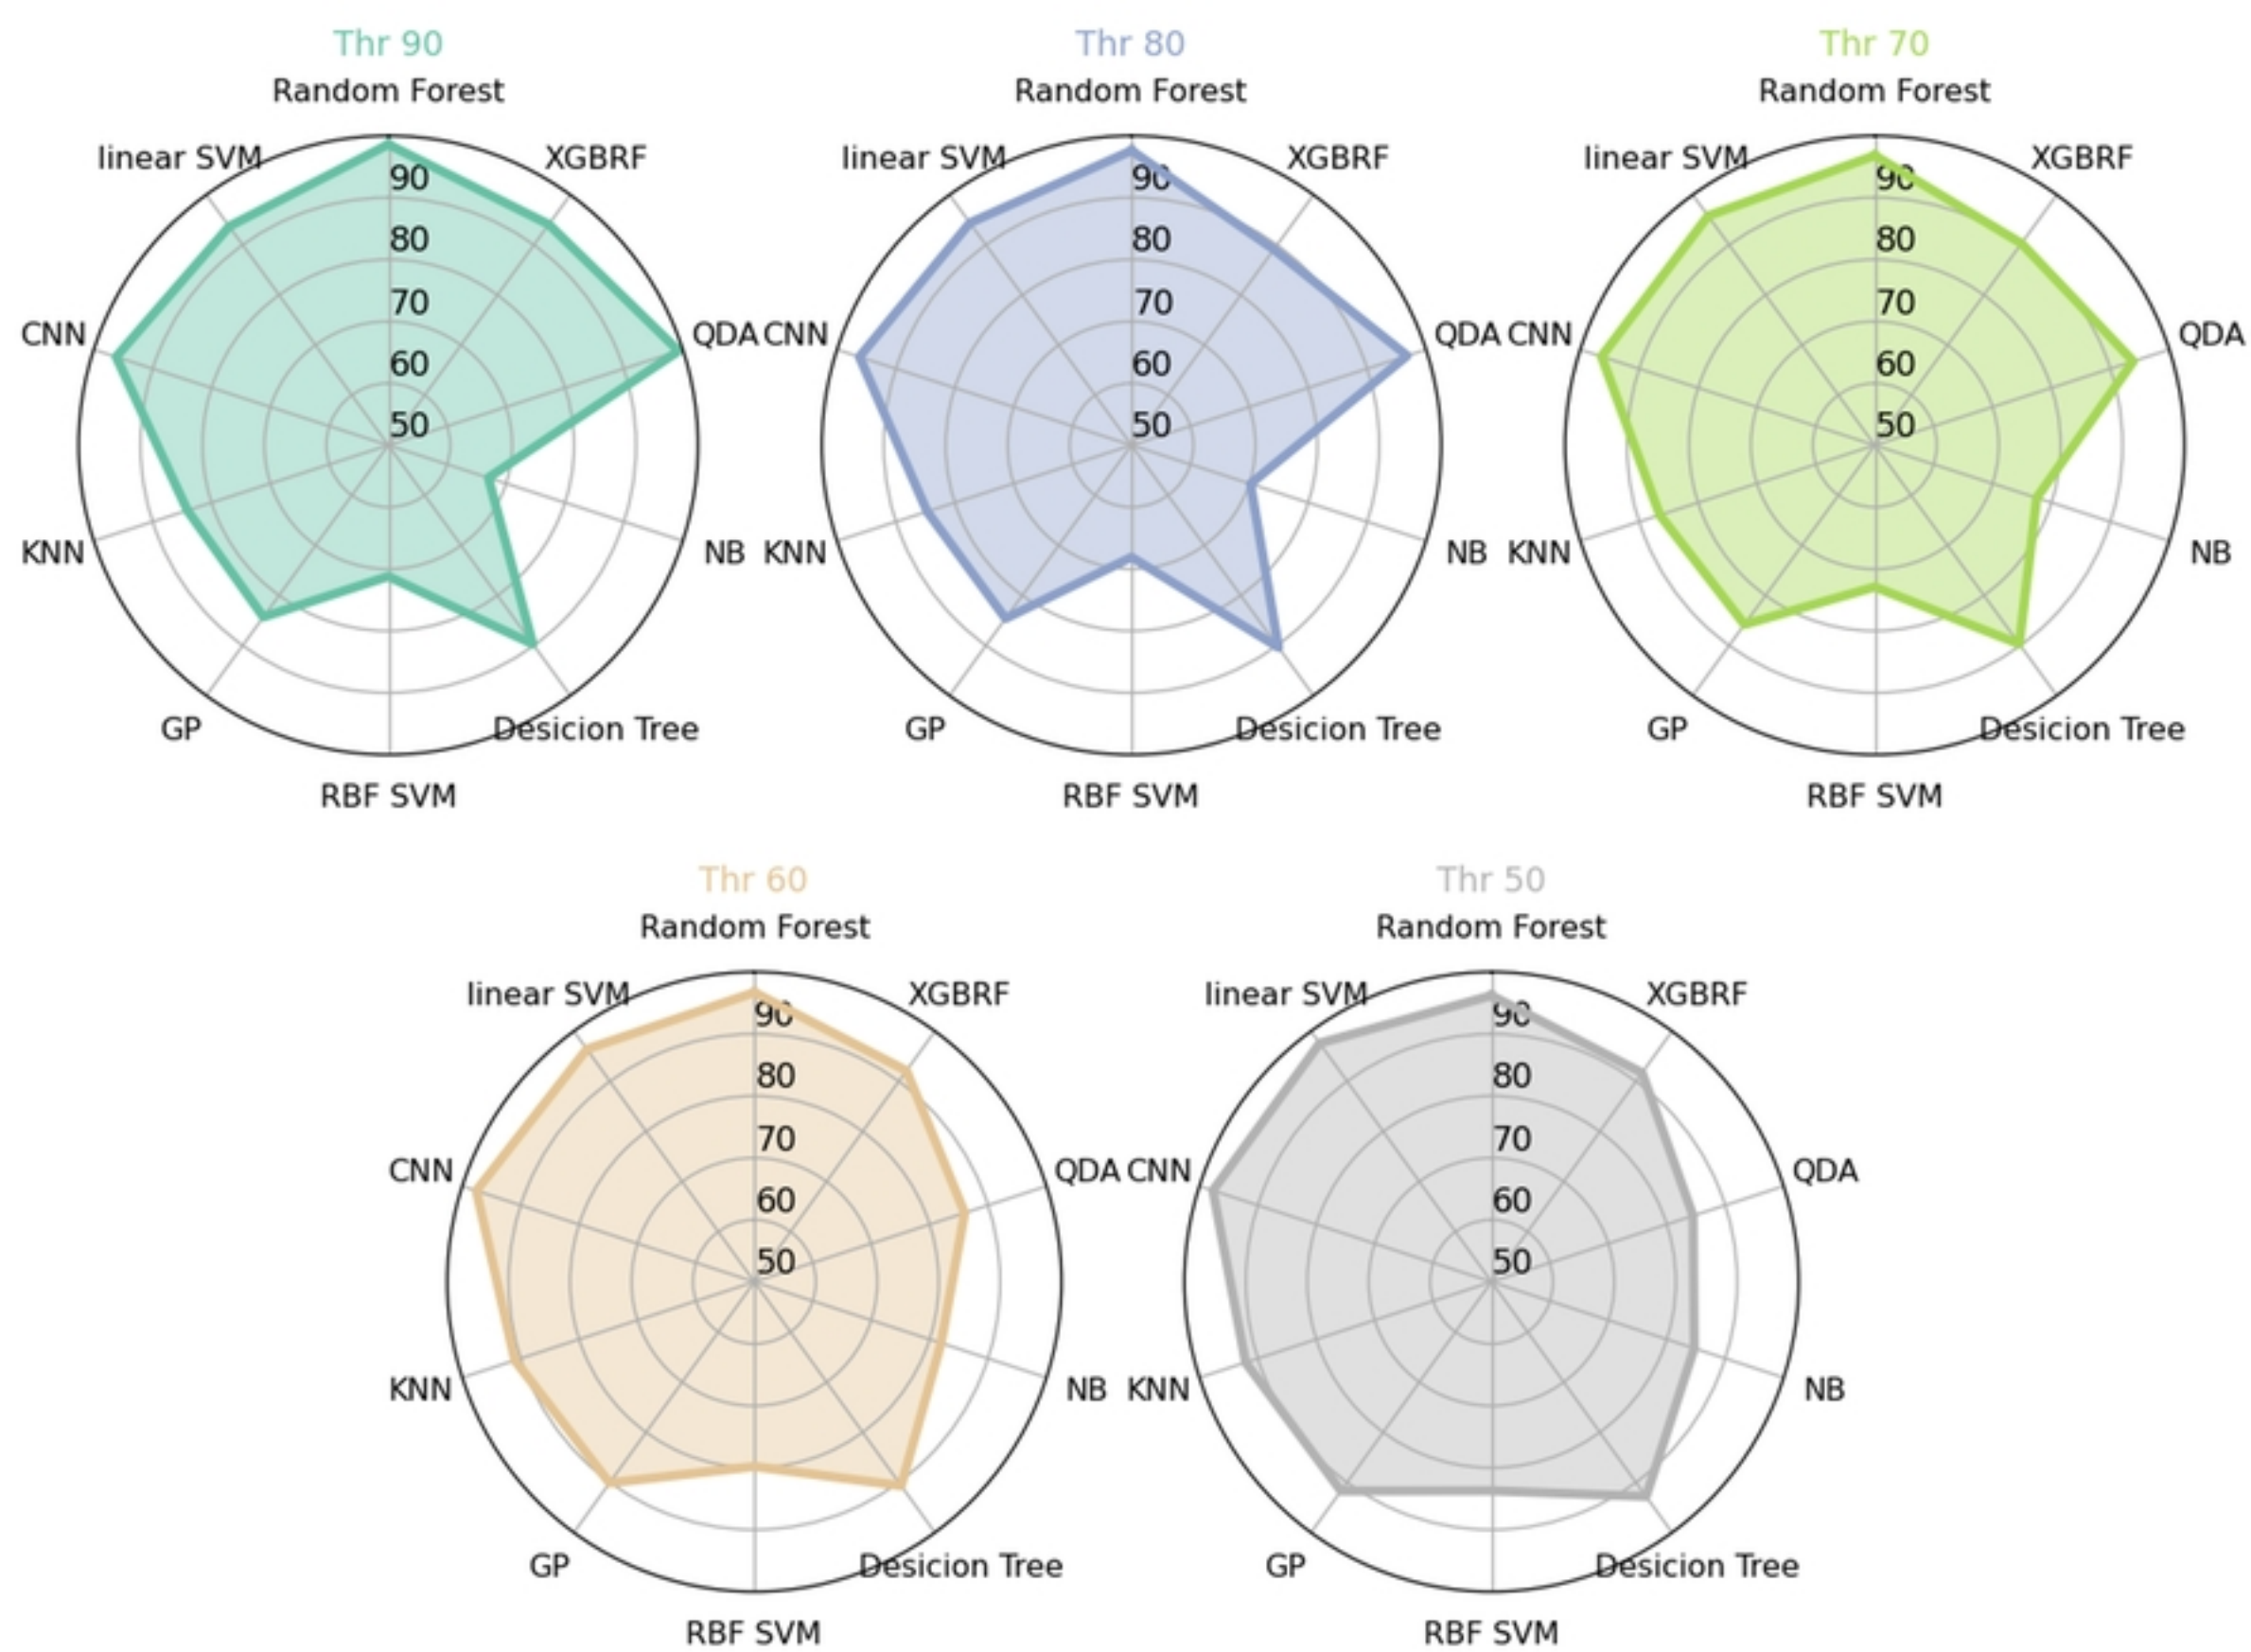 Thr 90
Random Forest
linear SVM
XGBRF
90
80
70
60
50
CNN
QDA
KNN
NB
GP
Desicion Tree
RBF SVM
Thr 80
Random Forest
linear SVM
XGBRF
90
80
70
60
50
CNN
QDA
KNN
NB
GP
Desicion Tree
RBF SVM
Thr 70
Random Forest
linear SVM
XGBRF
90
80
70
60
50
CNN
QDA
KNN
NB
GP
Desicion Tree
RBF SVM
Thr 60
Random Forest
linear SVM
XGBRF
90
80
70
60
50
CNN
QDA
KNN
NB
GP
Desicion Tree
RBF SVM
Thr 50
Random Forest
linear SVM
XGBRF
90
80
70
60
50
CNN
QDA
KNN
NB
GP
Desicion Tree
RBF SVM